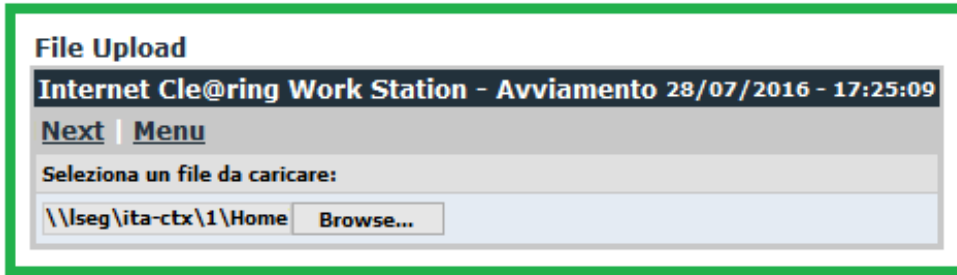 File Upload
Internet Cle@ring Work Station - Avviamento 28/07/2016 - 17:25:09
Next | Menu
Seleziona un file da caricare:
\\lseg\ita-ctx\1\Home Browse...